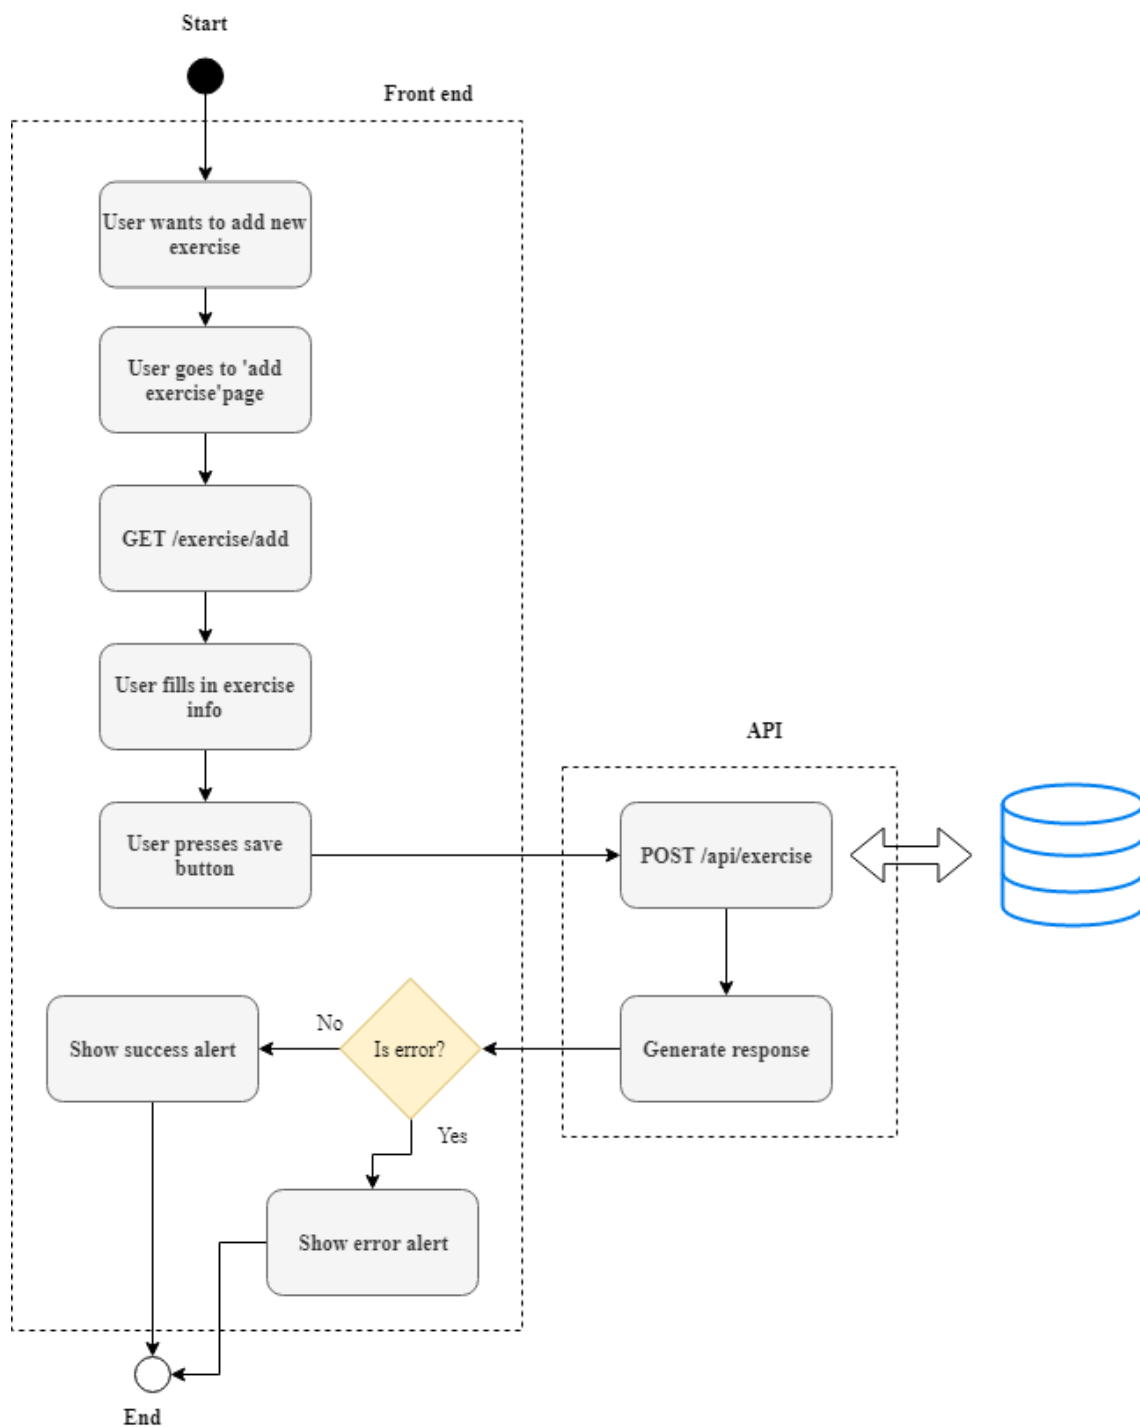 Start
Front end
User wants to add new
exercise
User goes to 'add
exercise'page
GET /exercise/add
User fills in exercise
info
API
User presses save
button
POST /api/exercise
Show success alert
No
Is error?
Generate response
Yes
Show error alert
End